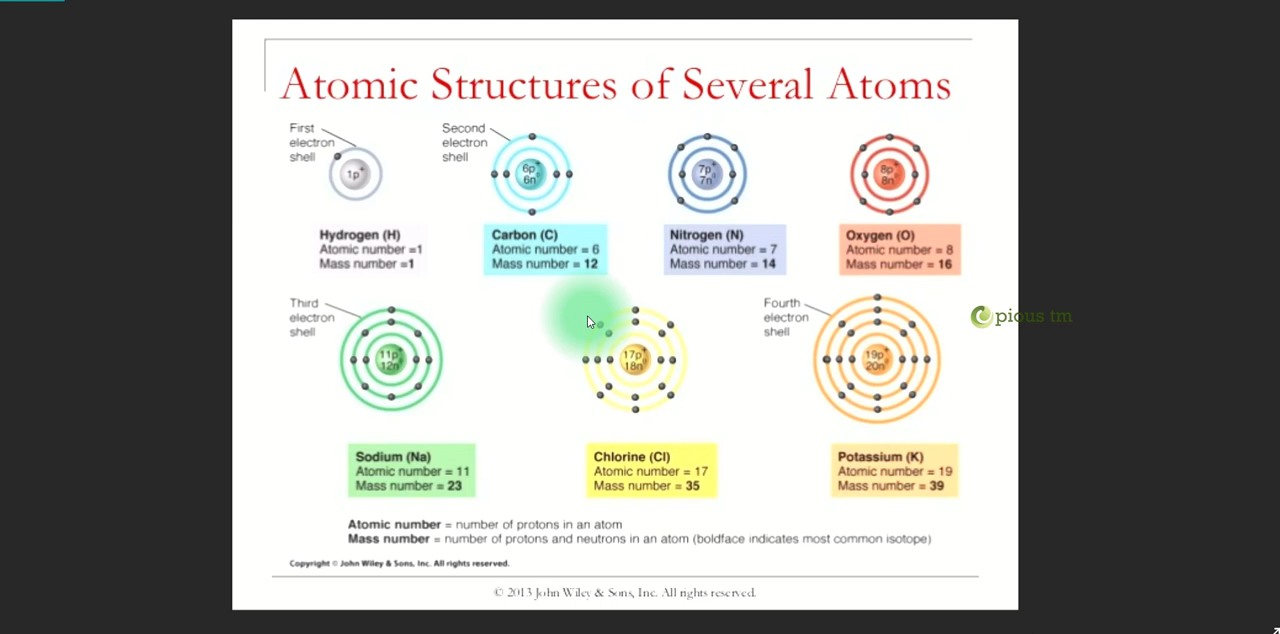 Atomic Structures of Several Atoms
First
electron
shell
1p+
Second
electron
shell
6p+
6n0
7p+
7n0
8p+
8n0
Hydrogen (H)
Atomic number =1
Mass number =1
Carbon (C)
Atomic number = 6
Mass number = 12
Nitrogen (N)
Atomic number = 7
Mass number = 14
Oxygen (O)
Atomic number = 8
Mass number = 16
Third
electron
shell
11p+
12n0
17p+
18n0
Fourth
electron
shell
19p+
20n0
pious tm
Sodium (Na)
Atomic number = 11
Mass number = 23
Chlorine (Cl)
Atomic number = 17
Mass number = 35
Potassium (K)
Atomic number = 19
Mass number = 39
Atomic number = number of protons in an atom
Mass number = number of protons and neutrons in an atom (boldface indicates most common isotope)
Copyright © John Wiley & Sons, Inc. All rights reserved.
© 2013 John Wiley & Sons, Inc. All rights reserved.